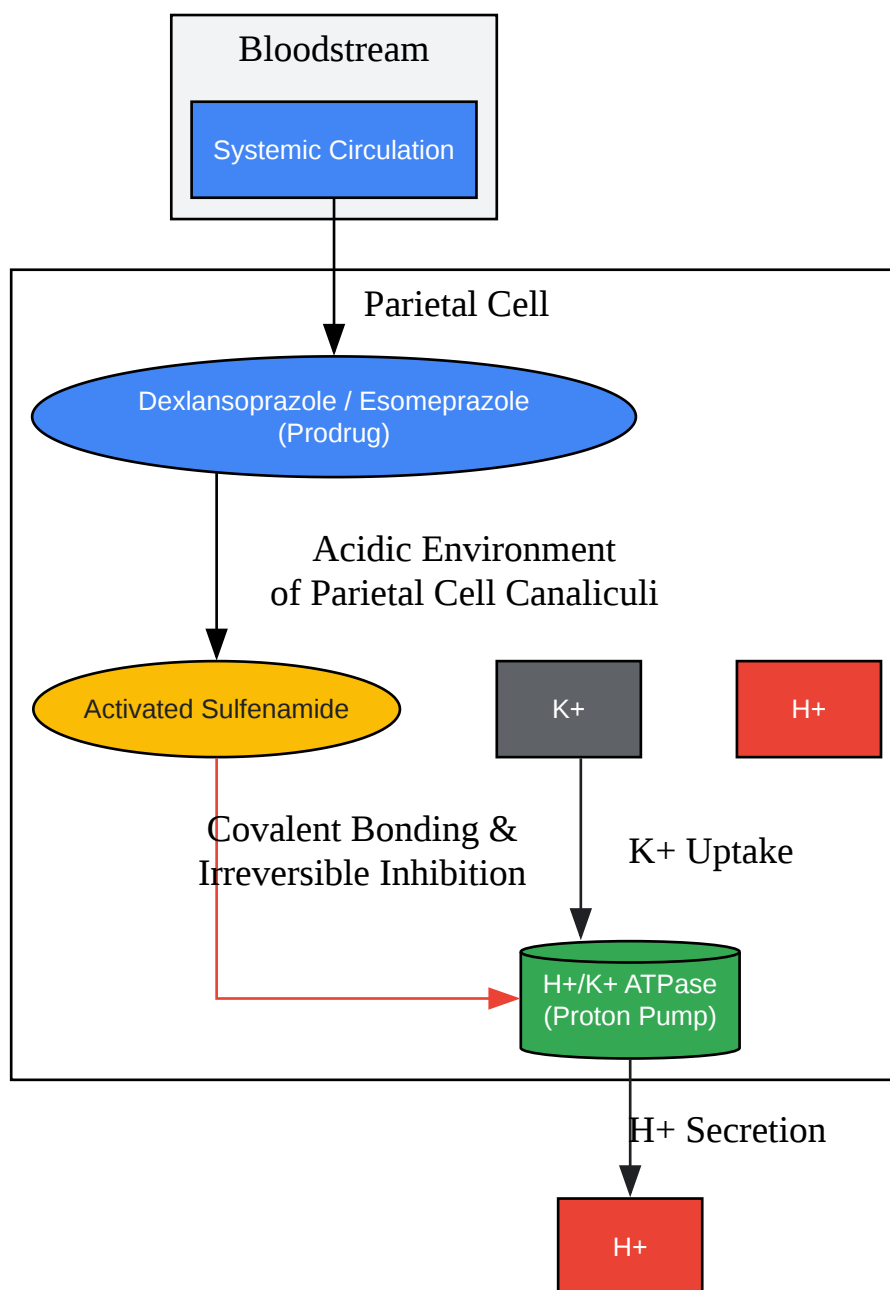 Bloodstream
Systemic Circulation
Parietal Cell
Dexlansoprazole / Esomeprazole
(Prodrug)
Acidic Environment
of Parietal Cell Canaliculi
Activated Sulfenamide
K+
H+
Covalent Bonding &
Irreversible Inhibition
K+ Uptake
H+/K+ ATPase
(Proton Pump)
H+ Secretion
H+